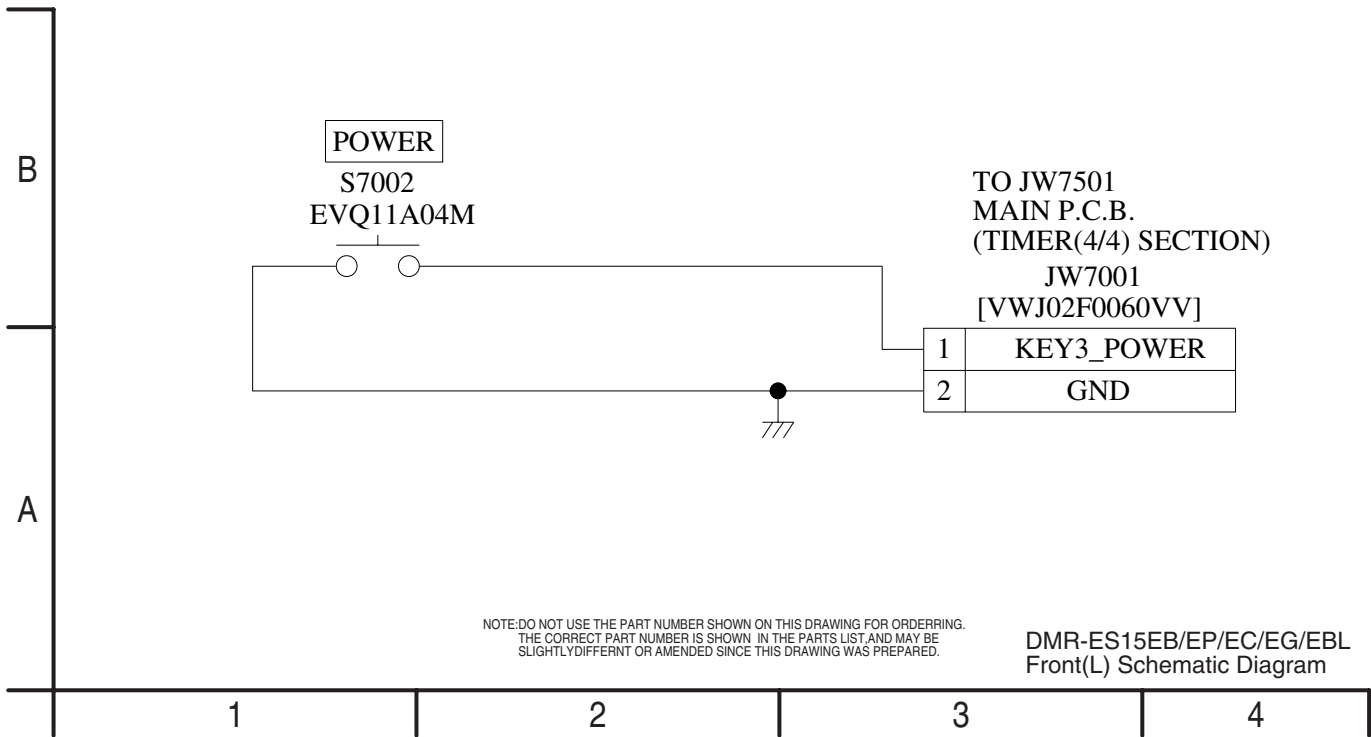 B
POWER
S7002
EVQ11A04M
TO JW7501
MAIN P.C.B.
(TIMER(4/4) SECTION)
JW7001
[VWJ02F0060VV]
1 KEY3_POWER
2 GND
A
NOTE:DO NOT USE THE PART NUMBER SHOWN ON THIS DRAWING FOR ORDERRING.
THE CORRECT PART NUMBER IS SHOWN IN THE PARTS LIST,AND MAY BE
SLIGHTLYDIFFERNT OR AMENDED SINCE THIS DRAWING WAS PREPARED.
DMR-ES15EB/EP/EC/EG/EBL
Front(L) Schematic Diagram
1 2 3 4